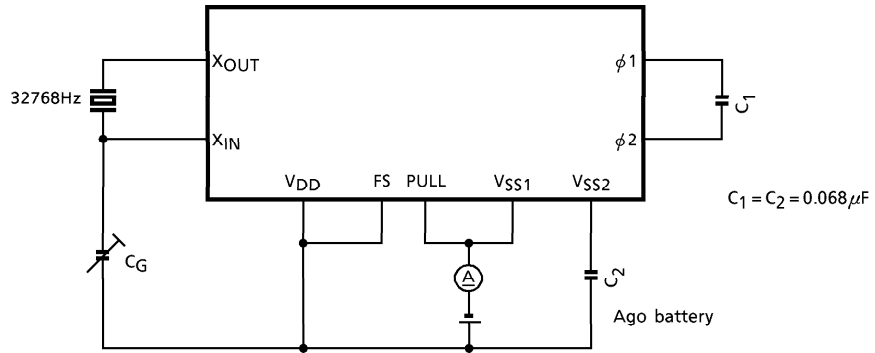 XOUT
ϕ1
32768Hz
C1
XIN
ϕ2
VDD FS PULL VSS1 VSS2
C1 = C2 = 0.068μF
CG
A
C2
Ago battery